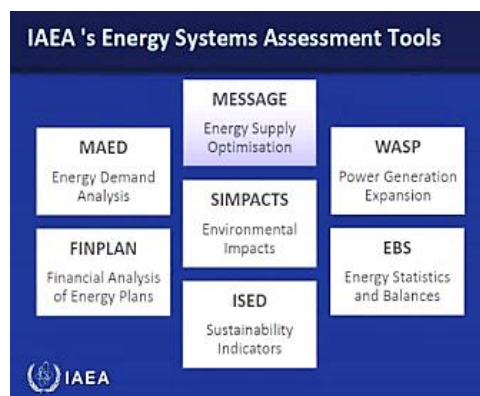 IAEA 's Energy Systems Assessment Tools
MESSAGE
Energy Supply
Optimisation
MAED
Energy Demand
Analysis
WASP
Power Generation
Expansion
SIMPACTS
Environmental
Impacts
FINPLAN
Financial Analysis
of Energy Plans
EBS
Energy Statistics
and Balances
ISED
Sustainability
Indicators
IAEA